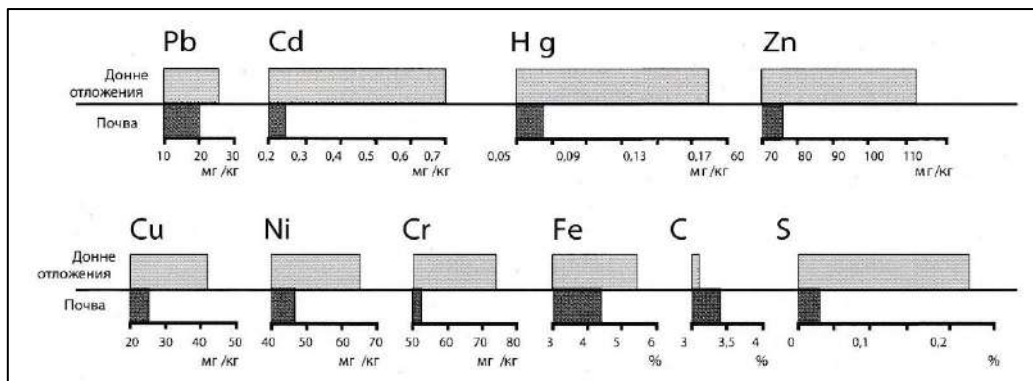 Pb Cd H g Zn
Донне
отложения
Почва
10 20 30 0,2 0,3 0,4 0,5 0,6 0,7 0,05 0,09 0,13 0,17 60 70 80 90 100 110
мг /кг мг /кг мг /кг мг /кг
Cu Ni Cr Fe C S
Донне
отложения
Почва
20 30 40 50 40 50 60 70 50 60 70 80 3 4 5 6 3 3,5 4 0 0,1 0,2 %
мг /кг мг /кг мг /кг % %